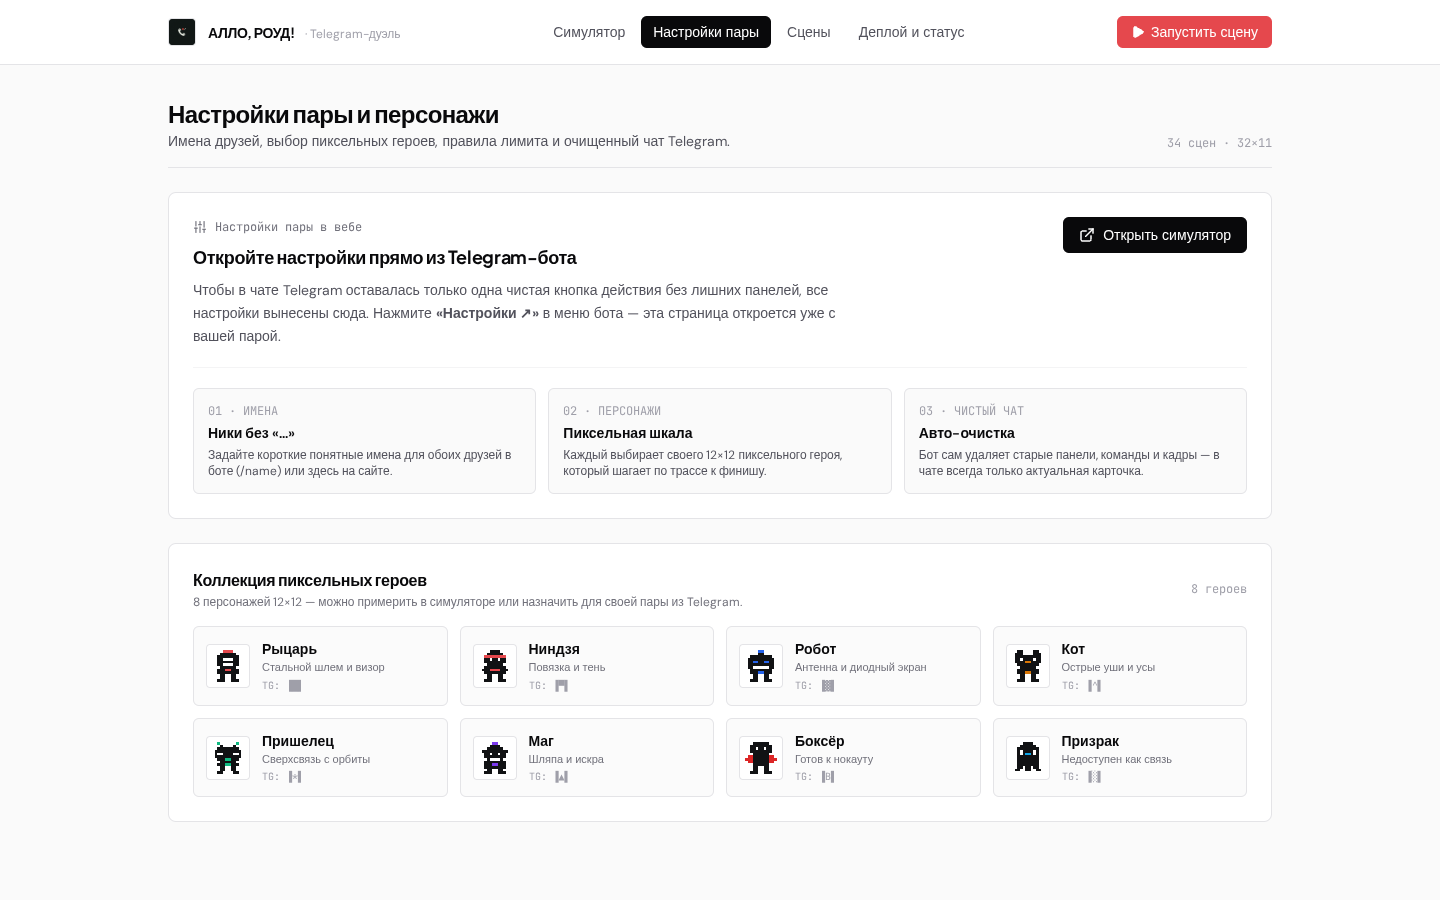 АЛЛО, РОУД! · Telegram-дуэль
Симулятор Настройки пары Сцены Деплой и статус
Запустить сцену
Настройки пары и персонажи
Имена друзей, выбор пиксельных героев, правила лимита и очищенный чат Telegram.
34 сцен · 32×11
Настройки пары в вебе
Открыть симулятор
Откройте настройки прямо из Telegram-бота
Чтобы в чате Telegram оставалась только одна чистая кнопка действия без лишних панелей, все
настройки вынесены сюда. Нажмите «Настройки ↗» в меню бота — эта страница откроется уже с
вашей парой.
01 · ИМЕНА
Ники без «…»
Задайте короткие понятные имена для обоих друзей в
боте (/name) или здесь на сайте.
02 · ПЕРСОНАЖИ
Пиксельная шкала
Каждый выбирает своего 12×12 пиксельного героя,
который шагает по трассе к финишу.
03 · ЧИСТЫЙ ЧАТ
Авто-очистка
Бот сам удаляет старые панели, команды и кадры — в
чате всегда только актуальная карточка.
Коллекция пиксельных героев
8 персонажей 12×12 — можно примерить в симуляторе или назначить для своей пары из Telegram.
8 героев
Рыцарь
Стальной шлем и визор
TG:
Ниндзя
Повязка и тень
TG:
Робот
Антенна и диодный экран
TG:
Кот
Острые уши и усы
TG:
Пришелец
Сверхсвязь с орбиты
TG:
Маг
Шляпа и искра
TG:
Боксёр
Готов к нокауту
TG:
Призрак
Недоступен как связь
TG: